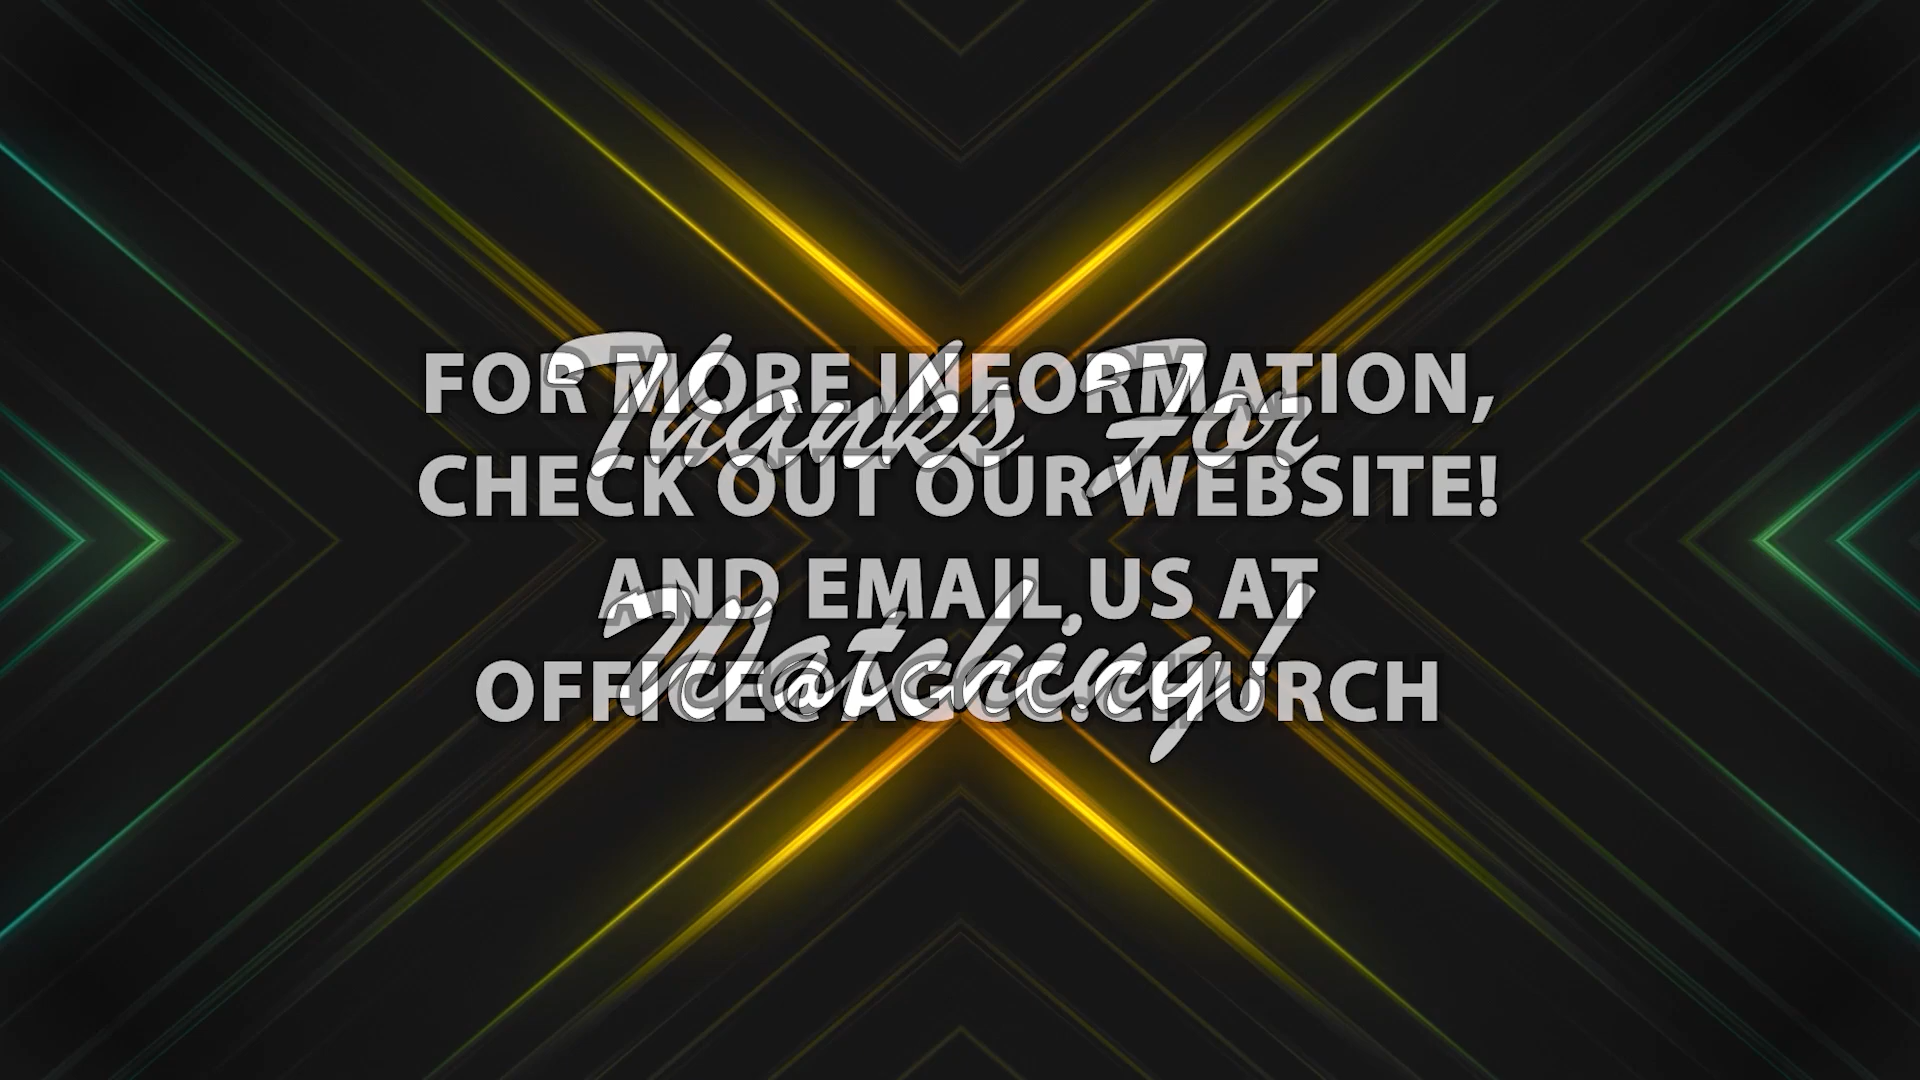 FOR MORE INFORMATION,
CHECK OUT OUR WEBSITE!
AND EMAIL US AT
OFFICE@AGCC.CHURCH
Thanks For
Watching!